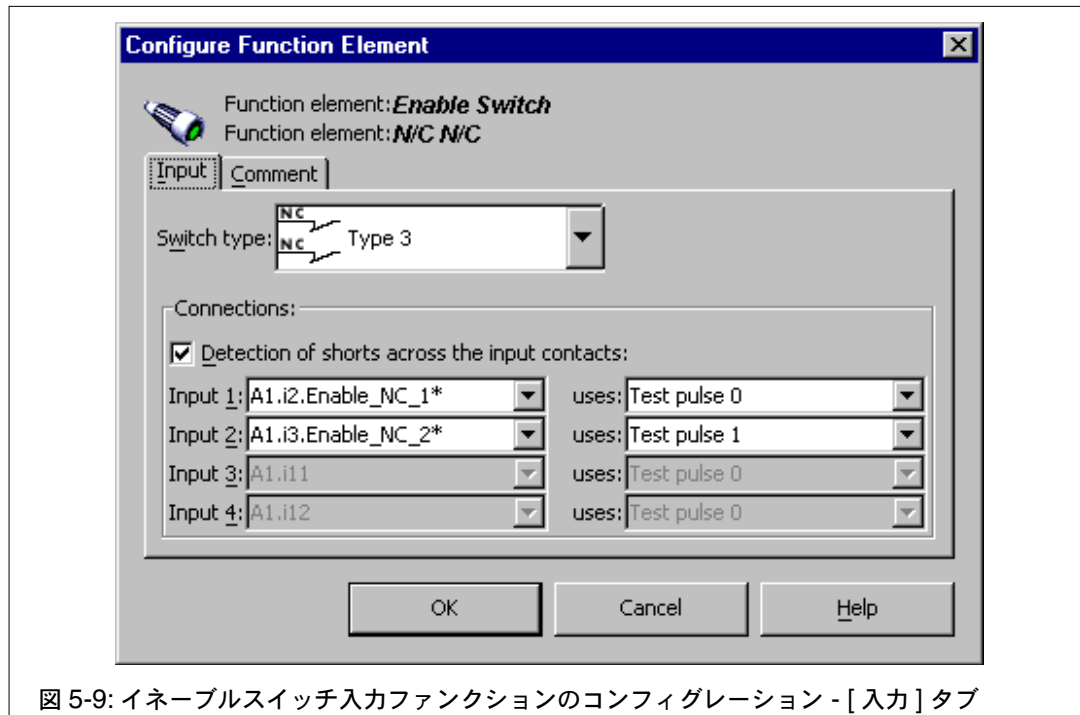 Configure Function Element
Function element: Enable Switch
Function element: N/C N/C
Input
Comment
Switch type: NC NC Type 3
Connections:
Detection of shorts across the input contacts:
Input 1: A1.i2.Enable_NC_1* uses: Test pulse 0
Input 2: A1.i3.Enable_NC_2* uses: Test pulse 1
Input 3: A1.i11 uses: Test pulse 0
Input 4: A1.i12 uses: Test pulse 0
OK Cancel Help
図 5-9: イネーブルスイッチ入力ファンクションのコンフィグレーション - [ 入力 ] タブ